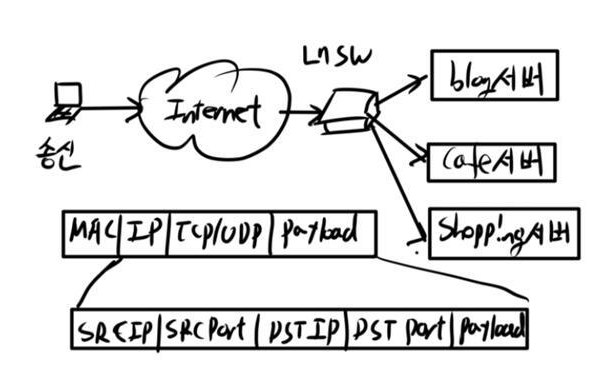 Ln SW
blog서버
Internet
송신
Cafe서버
Shopping서버
MAC IP TCP/UDP payload
SRC IP SRC Port DST IP DST port payload